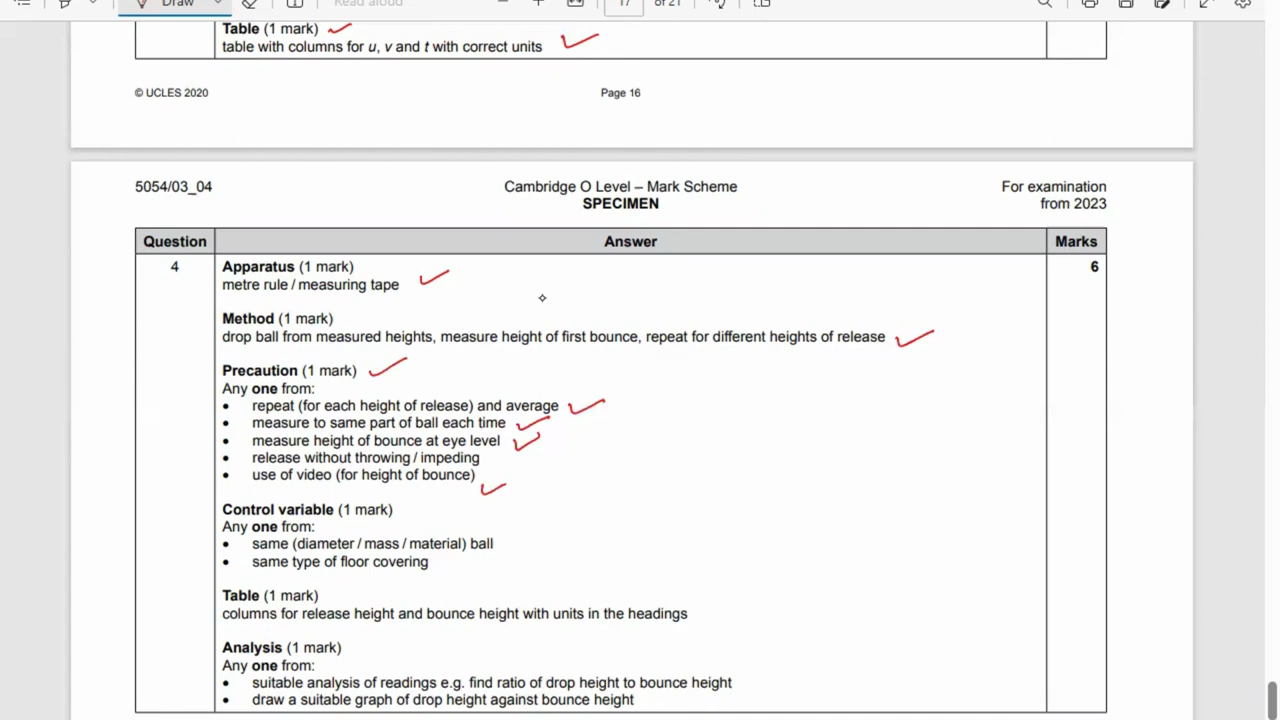 Draw
Read aloud
17
of 21
Table (1 mark)
table with columns for u, v and t with correct units
© UCLES 2020
Page 16
5054/03_04
Cambridge O Level – Mark Scheme
For examination
SPECIMEN
from 2023
Question
Answer
Marks
4
Apparatus (1 mark)
6
metre rule / measuring tape
Method (1 mark)
drop ball from measured heights, measure height of first bounce, repeat for different heights of release
Precaution (1 mark)
Any one from:
• repeat (for each height of release) and average
• measure to same part of ball each time
• measure height of bounce at eye level
• release without throwing / impeding
• use of video (for height of bounce)
Control variable (1 mark)
Any one from:
• same (diameter / mass / material) ball
• same type of floor covering
Table (1 mark)
columns for release height and bounce height with units in the headings
Analysis (1 mark)
Any one from:
• suitable analysis of readings e.g. find ratio of drop height to bounce height
• draw a suitable graph of drop height against bounce height